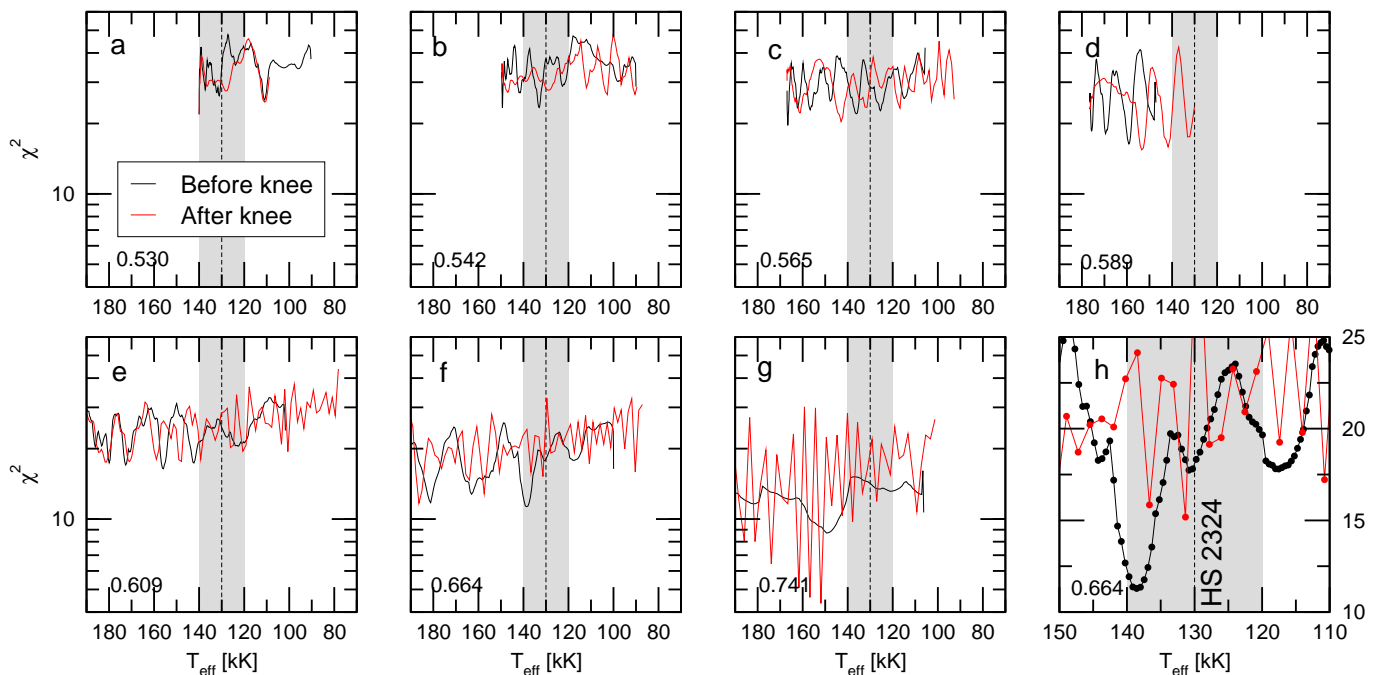 a b c d
χ²
10
Before knee
After knee
0.530 0.542 0.565 0.589
180 160 140 120 100 80 180 160 140 120 100 80 180 160 140 120 100 80 180 160 140 120 100 80
e f g h
25
20
15
10
χ²
10
HS 2324
0.609 0.664 0.741 0.664
180 160 140 120 100 80 180 160 140 120 100 80 180 160 140 120 100 80 150 140 130 120 110
T_eff [kK] T_eff [kK] T_eff [kK] T_eff [kK]